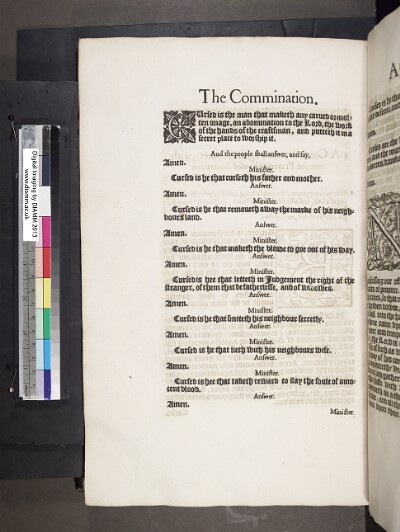 The Commination.
CUrsed is the man that maketh any carved or mol-
ten image, an abomination to the Lord, the work
of the hands of the craftsman, and putteth it in a
secret place to worship it.
And the people shall answer, and say,
Amen.
Minister.
Cursed is he that curseth his father and mother.
Answer.
Amen.
Minister.
Cursed is he that removeth away the marke of his neigh-
bours land.
Answer.
Amen.
Minister.
Cursed is he that maketh the blinde to goe out of his way.
Answer.
Amen.
Minister.
Cursed is hee that letteth in Judgement the right of the
stranger, of them that be fatherlesse, and of widowes.
Answer.
Amen.
Minister.
Cursed is he that smiteth his neighbour secretly.
Answer.
Amen.
Minister.
Cursed is he that lieth with his neighbours wife.
Answer.
Amen.
Minister.
Cursed is hee that taketh reward to slay the soule of inno-
cent blood.
Answer.
Amen.
Minister.
Digital Imaging by DIAMM 2013
www.diamm.ac.uk